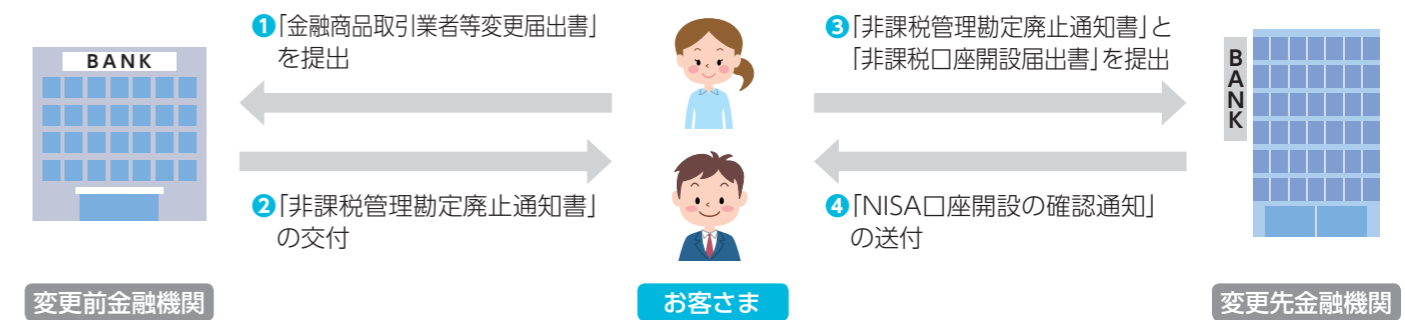 ❶「金融商品取引業者等変更届出書」
を提出
BANK
❷「非課税管理勘定廃止通知書」
の交付
変更前金融機関
お客さま
❸「非課税管理勘定廃止通知書」と
「非課税口座開設届出書」を提出
BANK
❹「NISA口座開設の確認通知」
の送付
変更先金融機関